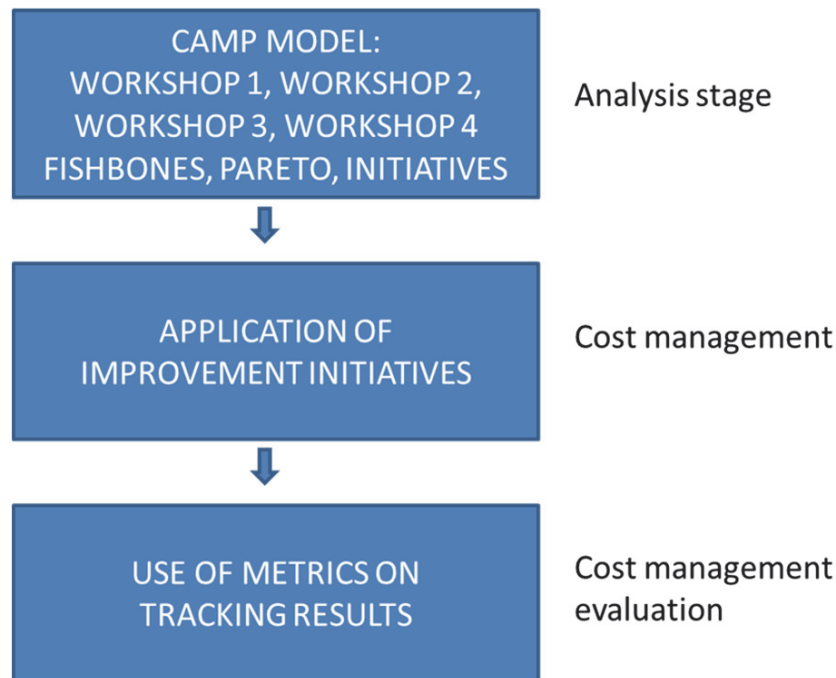 CAMP MODEL:
WORKSHOP 1, WORKSHOP 2,
WORKSHOP 3, WORKSHOP 4
FISHBONES, PARETO, INITIATIVES
Analysis stage
APPLICATION OF
IMPROVEMENT INITIATIVES
Cost management
USE OF METRICS ON
TRACKING RESULTS
Cost management
evaluation